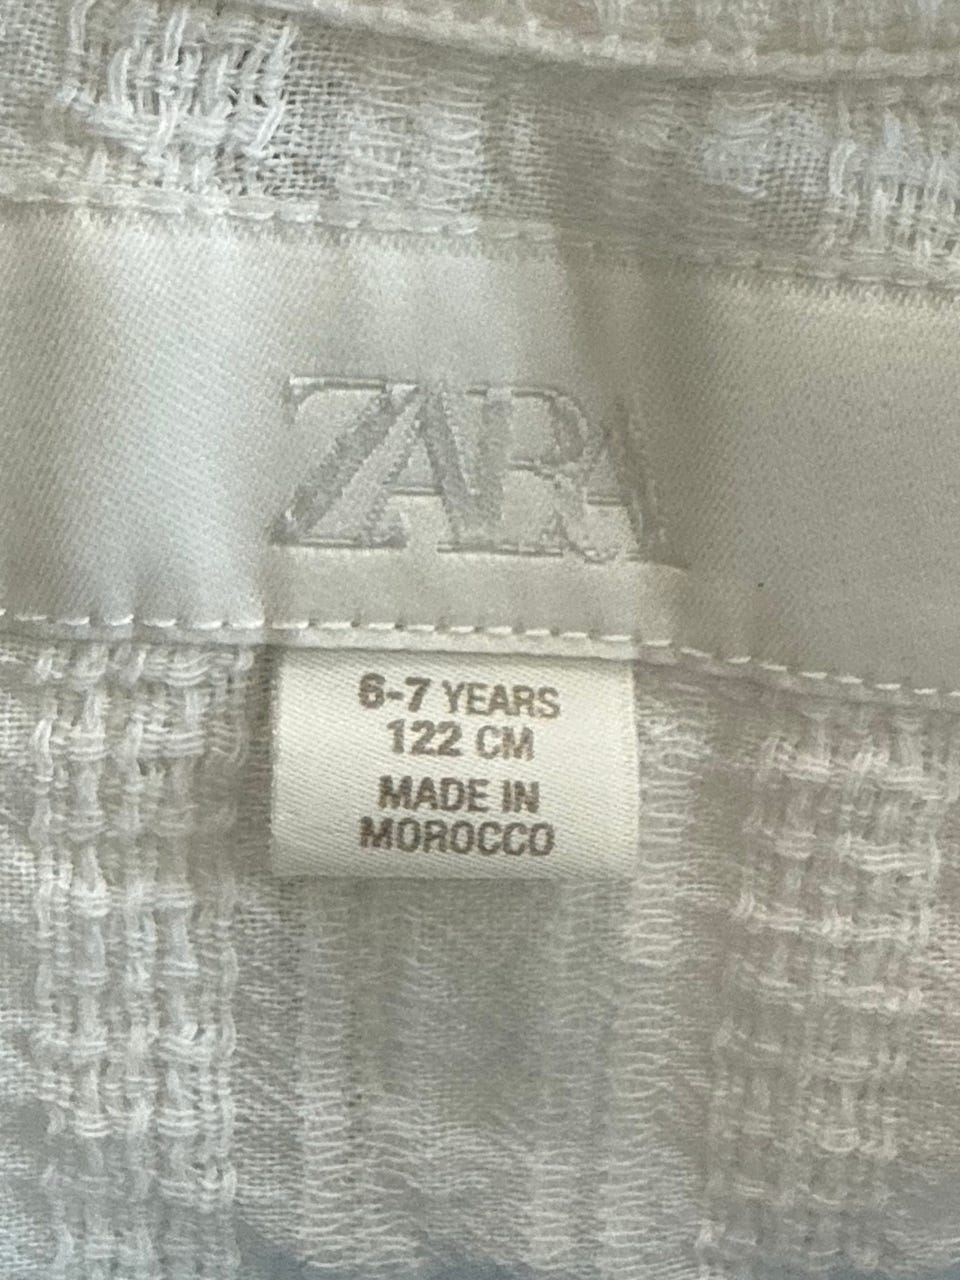 ZARA
6-7 YEARS
122 CM
MADE IN
MOROCCO